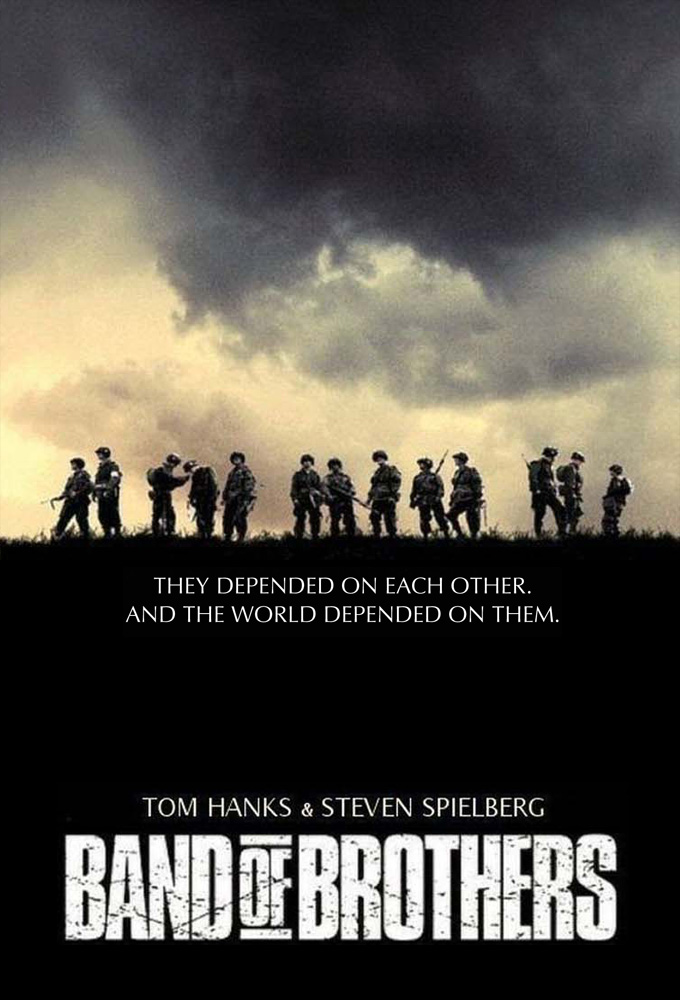 THEY DEPENDED ON EACH OTHER.
AND THE WORLD DEPENDED ON THEM.
TOM HANKS & STEVEN SPIELBERG
BAND OF BROTHERS